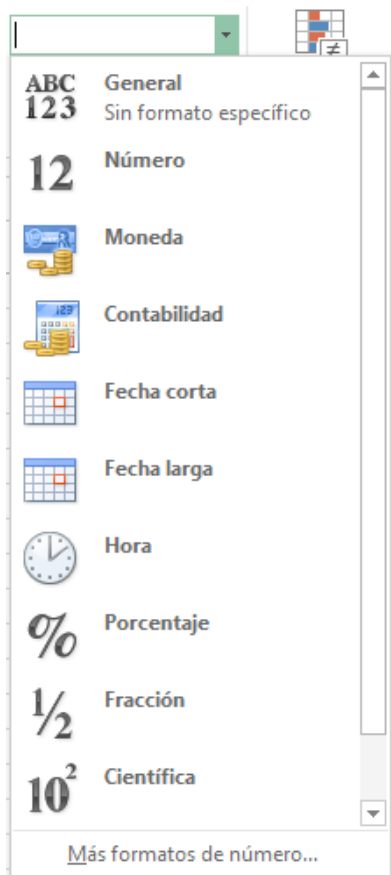 ≠
ABC
123
General
Sin formato específico
12
Número
Moneda
123
Contabilidad
Fecha corta
Fecha larga
Hora
%
Porcentaje
1/2
Fracción
10²
Científica
Más formatos de número...